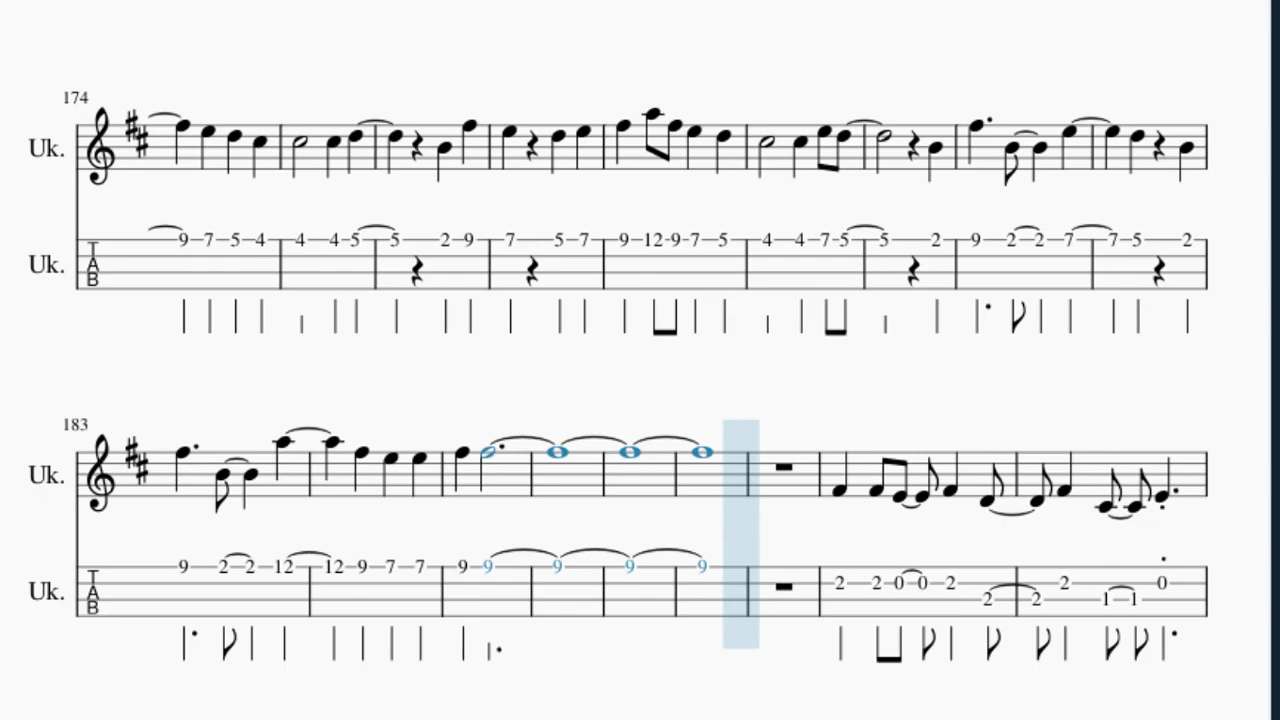 174
Uk.
Uk. TAB 9 7 5 4 4 4 5 5 2 9 7 5 7 9 12 9 7 5 4 4 7 5 5 2 9 2 2 7 7 5 2
183
Uk.
Uk. TAB 9 2 2 12 12 9 7 7 9 9 9 9 9 2 2 0 0 2 2 2 2 1 1 0